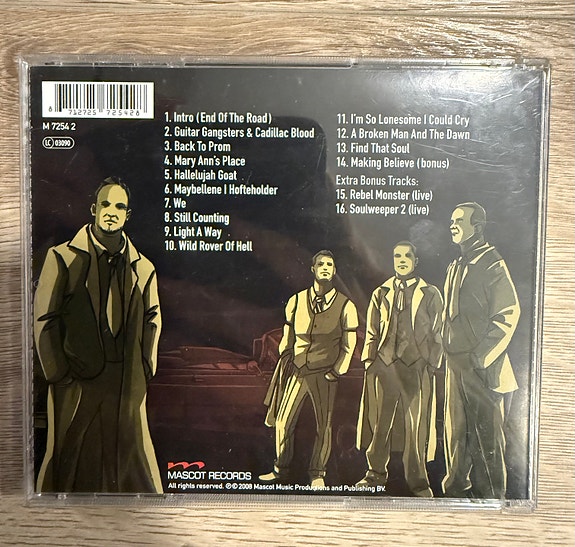 8 712725 725428
M 7254 2
LC 03090
1. Intro (End Of The Road)
2. Guitar Gangsters & Cadillac Blood
3. Back To Prom
4. Mary Ann's Place
5. Hallelujah Goat
6. Maybellene I Hofteholder
7. We
8. Still Counting
9. Light A Way
10. Wild Rover Of Hell
11. I'm So Lonesome I Could Cry
12. A Broken Man And The Dawn
13. Find That Soul
14. Making Believe (bonus)
Extra Bonus Tracks:
15. Rebel Monster (live)
16. Soulweeper 2 (live)
MASCOT RECORDS
All rights reserved. ℗© 2008 Mascot Music Productions and Publishing BV.